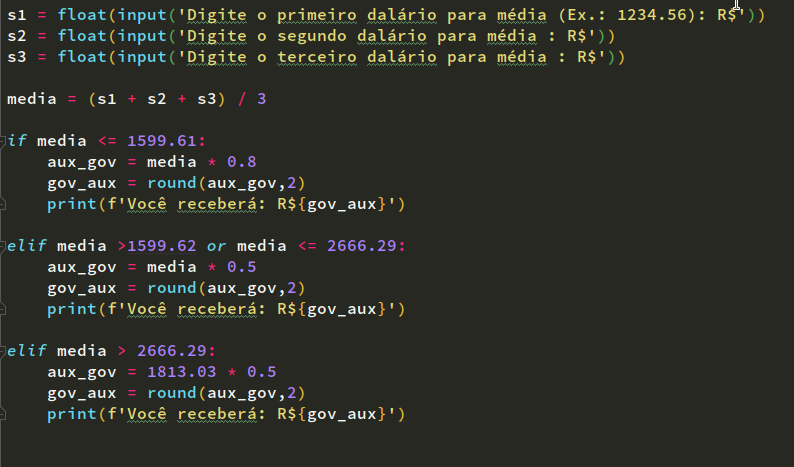 s1 = float(input('Digite o primeiro dalário para média (Ex.: 1234.56): R$'))
s2 = float(input('Digite o segundo dalário para média : R$'))
s3 = float(input('Digite o terceiro dalário para média : R$'))
media = (s1 + s2 + s3) / 3
if media <= 1599.61:
    aux_gov = media * 0.8
    gov_aux = round(aux_gov,2)
    print(f'Você receberá: R${gov_aux}')
elif media >1599.62 or media <= 2666.29:
    aux_gov = media * 0.5
    gov_aux = round(aux_gov,2)
    print(f'Você receberá: R${gov_aux}')
elif media > 2666.29:
    aux_gov = 1813.03 * 0.5
    gov_aux = round(aux_gov,2)
    print(f'Você receberá: R${gov_aux}')